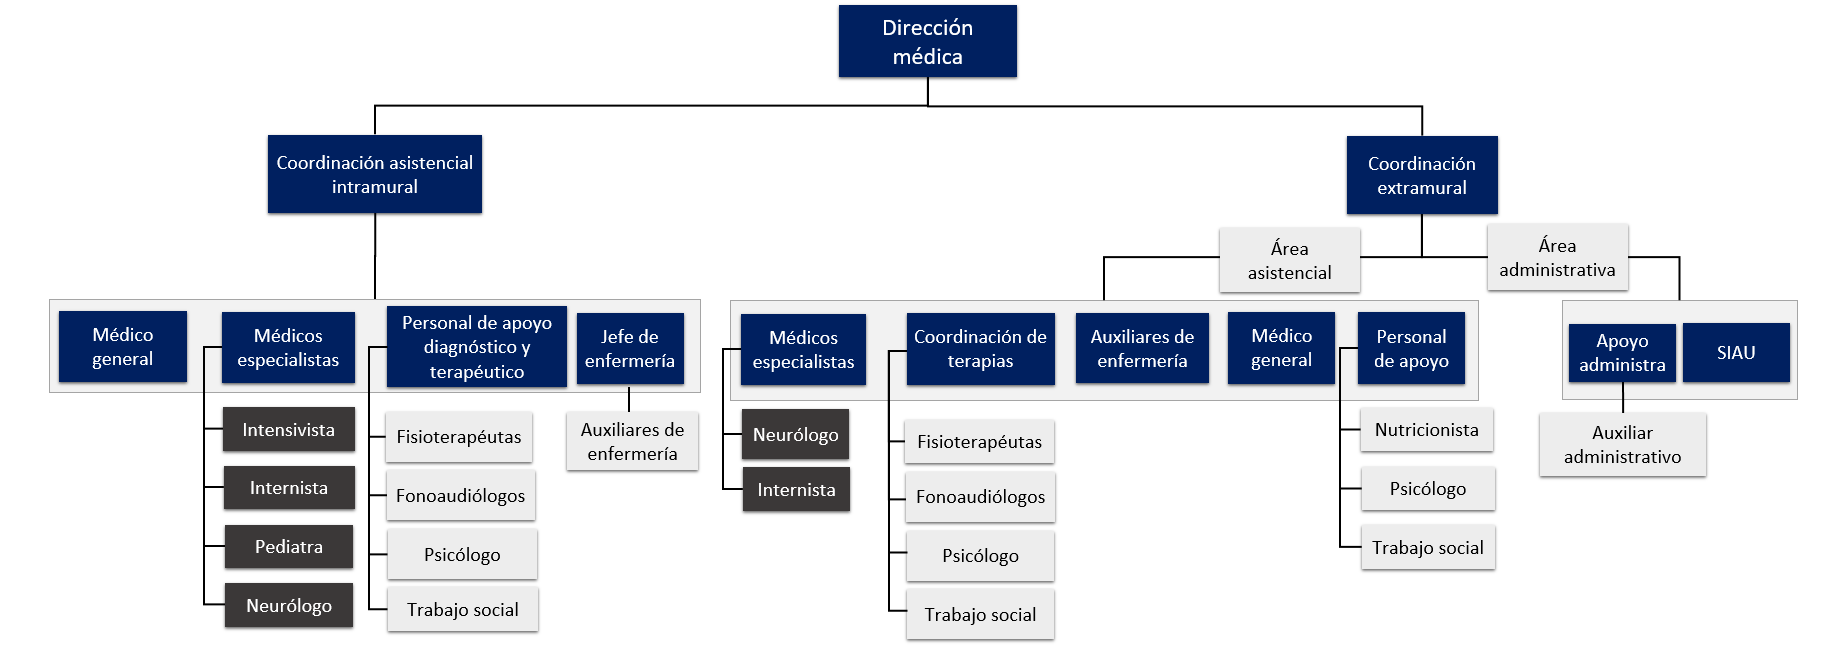 Dirección
médica
Coordinación asistencial
intramural
Coordinación
extramural
Área
asistencial
Área
administrativa
Médico
general
Médicos
especialistas
Personal de apoyo
diagnóstico y
terapéutico
Jefe de
enfermería
Intensivista
Internista
Pediatra
Neurólogo
Fisioterapéutas
Fonoaudiólogos
Psicólogo
Trabajo social
Auxiliares de
enfermería
Médicos
especialistas
Coordinación de
terapias
Auxiliares de
enfermería
Médico
general
Personal
de apoyo
Neurólogo
Internista
Fisioterapéutas
Fonoaudiólogos
Psicólogo
Trabajo social
Nutricionista
Psicólogo
Trabajo social
Apoyo
administra
SIAU
Auxiliar
administrativo